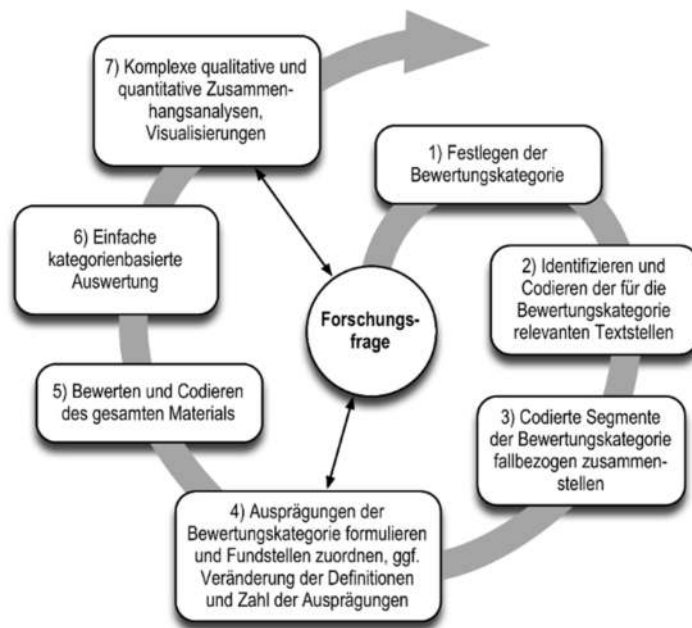 7) Komplexe qualitative und
quantitative Zusammen-
hangsanalysen,
Visualisierungen
1) Festlegen der
Bewertungskategorie
6) Einfache
kategorienbasierte
Auswertung
2) Identifizieren und
Codieren der für die
Bewertungskategorie
relevanten Textstellen
Forschungs-
frage
5) Bewerten und Codieren
des gesamten Materials
3) Codierte Segmente
der Bewertungskategorie
fallbezogen zusammen-
stellen
4) Ausprägungen der
Bewertungskategorie formulieren
und Fundstellen zuordnen, ggf.
Veränderung der Definitionen
und Zahl der Ausprägungen